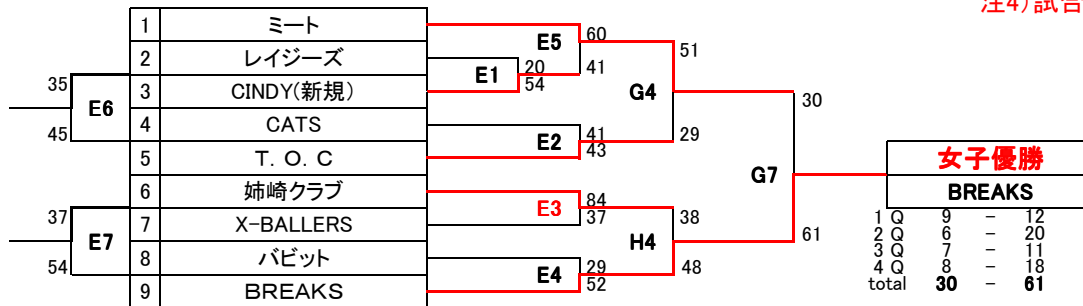 注4)試合
1 ミート
2 レイジーズ
3 CINDY(新規)
4 CATS
5 T．O．C
6 姉崎クラブ
7 X-BALLERS
8 バビット
9 BREAKS
35
E6
45
37
E7
54
E5
60
41
E1
20
54
E2
41
43
E3
84
37
E4
29
52
51
G4
29
38
H4
48
30
G7
61
女子優勝
BREAKS
1 Q 9 － 12
2 Q 6 － 20
3 Q 7 － 11
4 Q 8 － 18
total 30 － 61